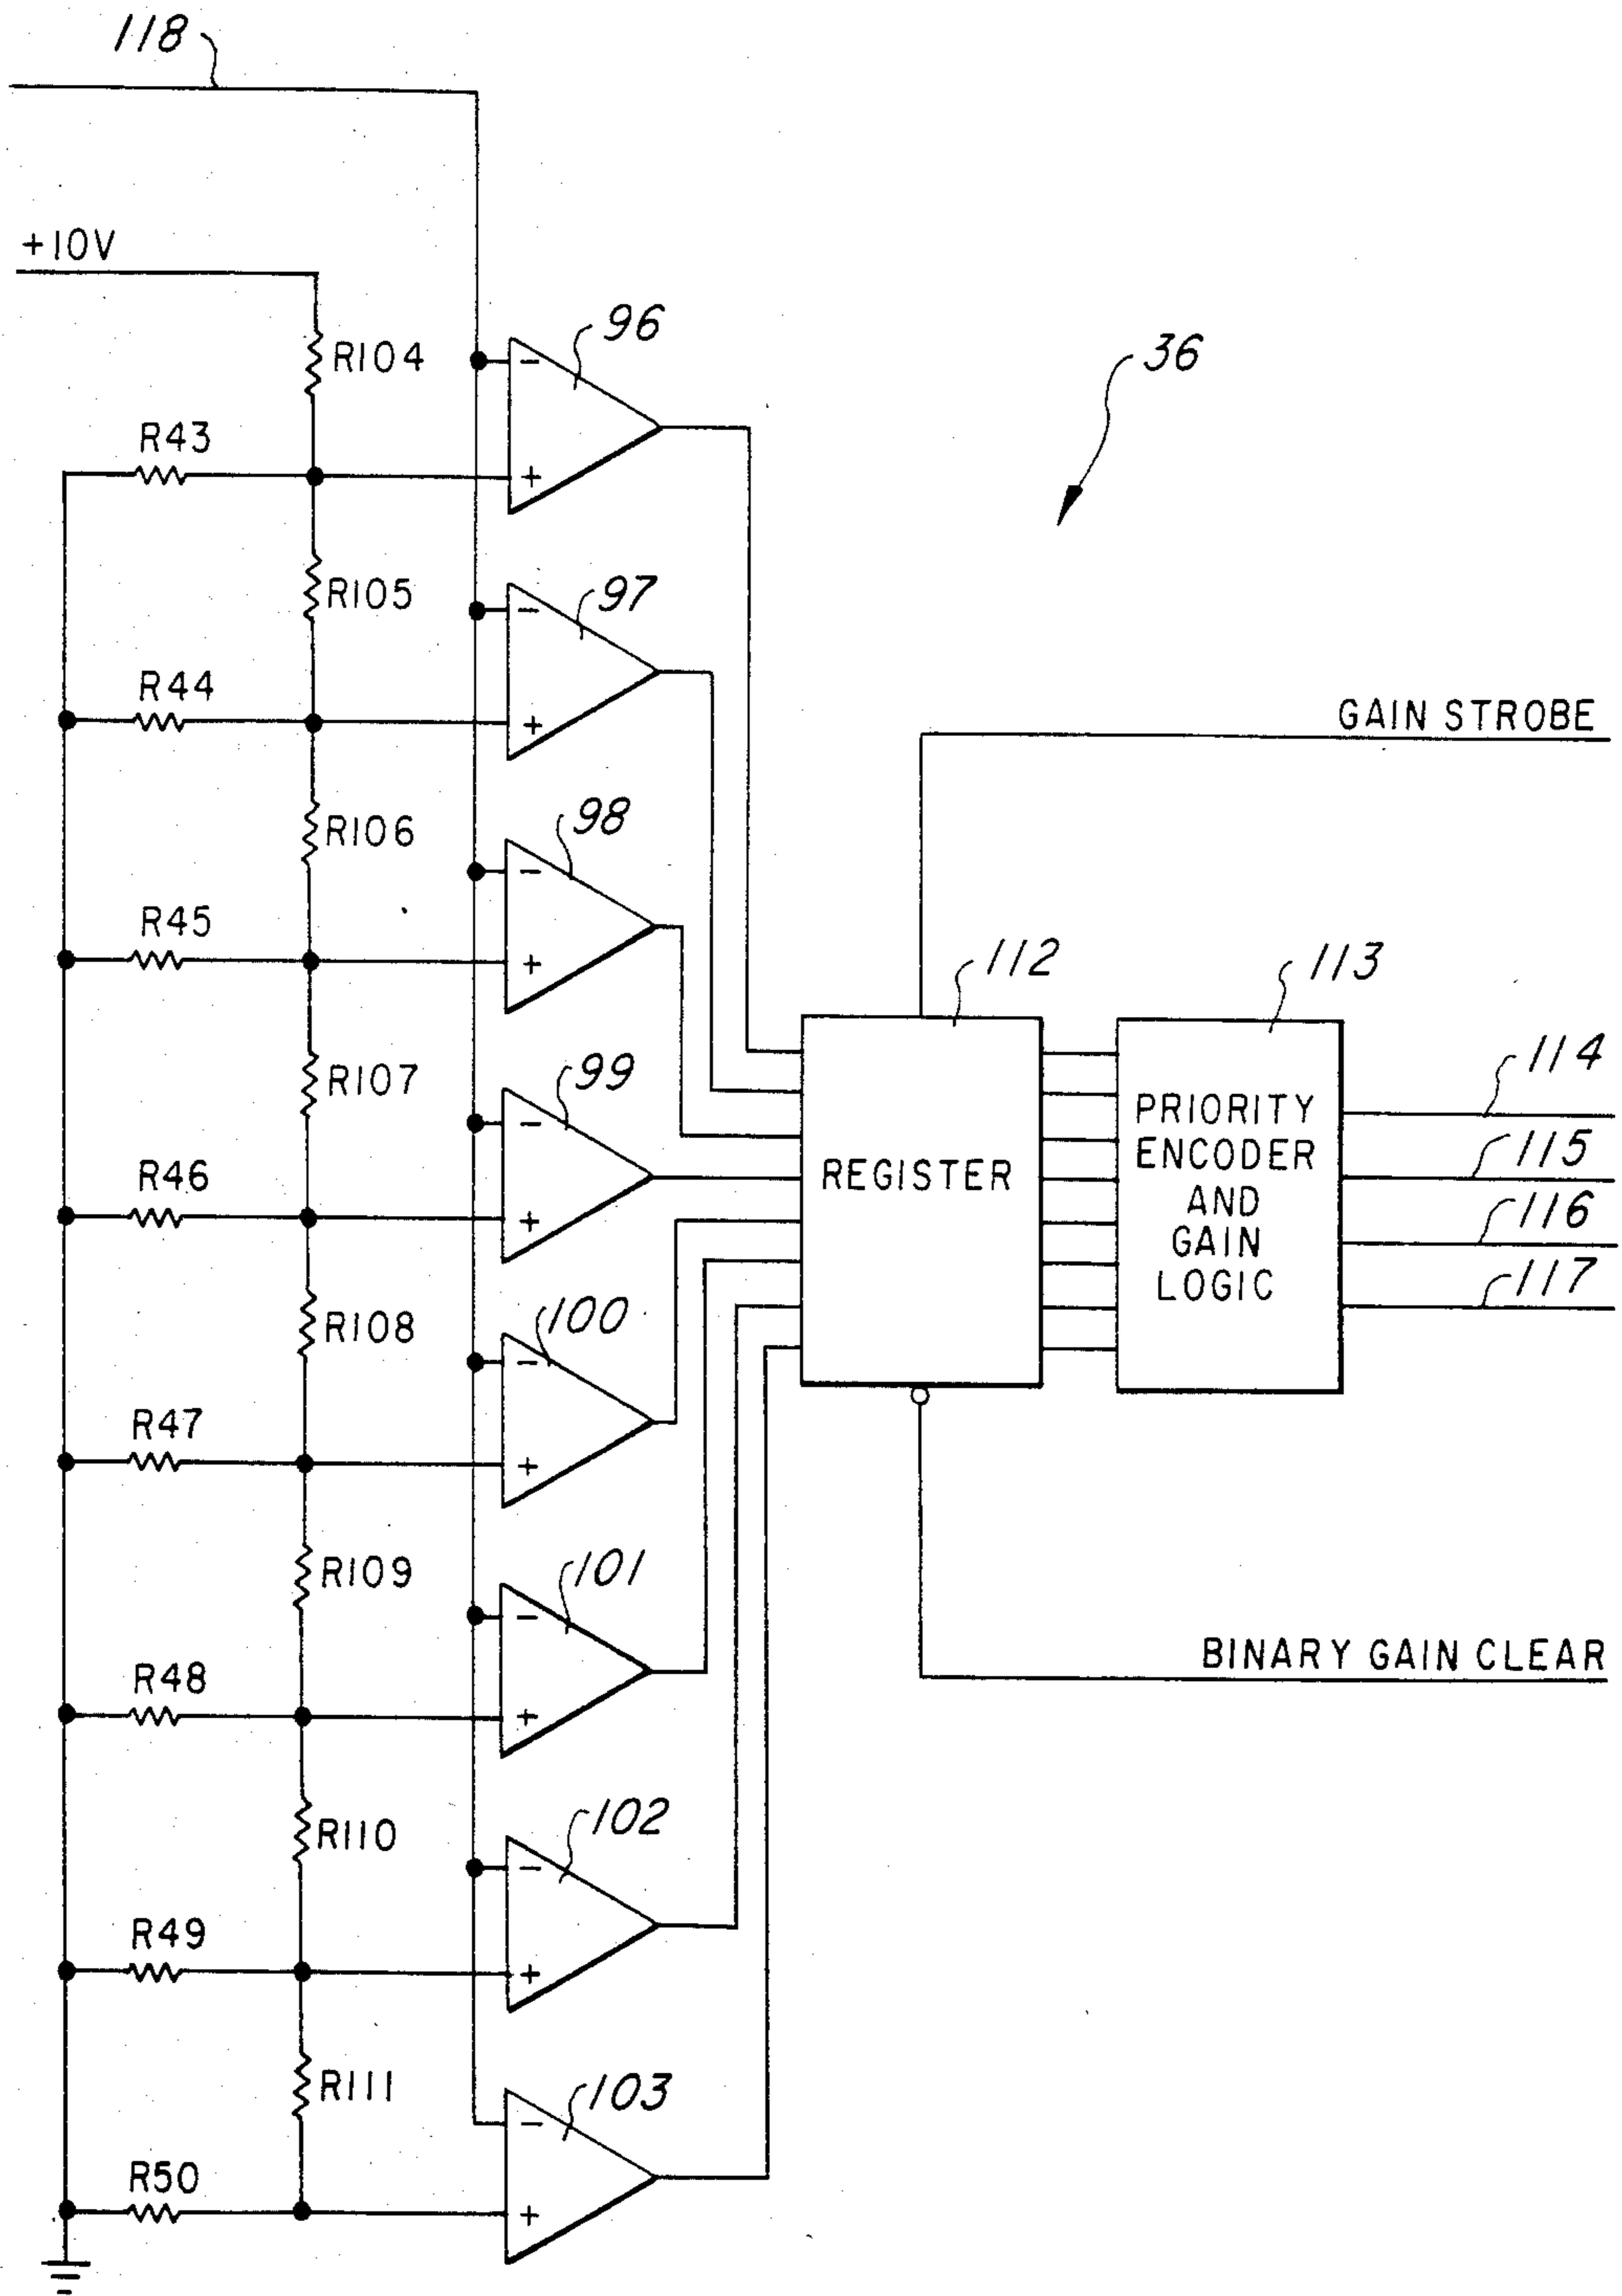 118
+10V
R104
96
36
R43
−
+
R105
97
R44
−
+
GAIN STROBE
R106
98
R45
−
+
112
113
R107
99
114
PRIORITY
ENCODER
AND
GAIN
LOGIC
115
116
117
REGISTER
R46
−
+
R108
100
R47
−
+
R109
101
BINARY GAIN CLEAR
R48
−
+
R110
102
R49
−
+
R111
103
R50
−
+